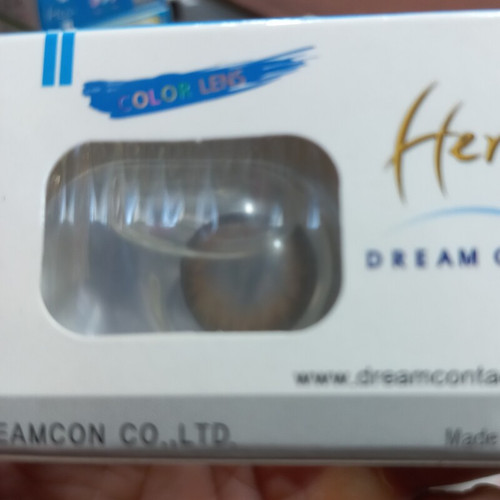 COLOR LENS
Her
DREAM C
www.dreamconta
EAMCON CO.,LTD.
Made